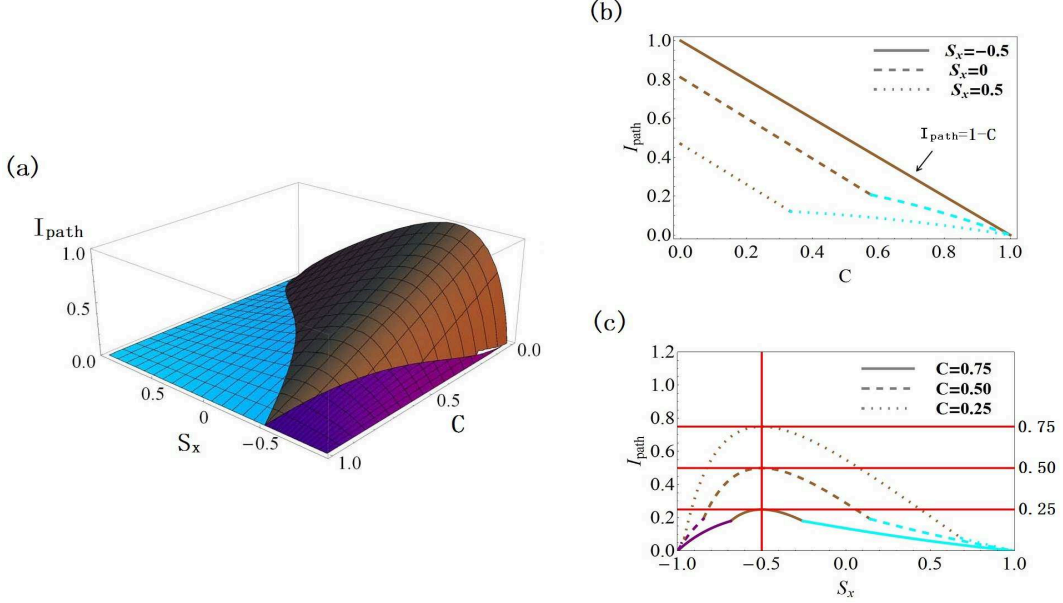 (a)
I_path
1.0
0.5
0.0
0.5
0
-0.5
S_x
1.0
0.5
0.0
C
(b)
1.0
0.8
0.6
0.4
0.2
0.0
I_path
S_x=-0.5
S_x=0
S_x=0.5
I_path=1-C
0.0 0.2 0.4 0.6 0.8 1.0
C
(c)
1.2
1.0
0.8
0.6
0.4
0.2
0.0
I_path
C=0.75
C=0.50
C=0.25
0.75
0.50
0.25
-1.0 -0.5 0.0 0.5 1.0
S_x